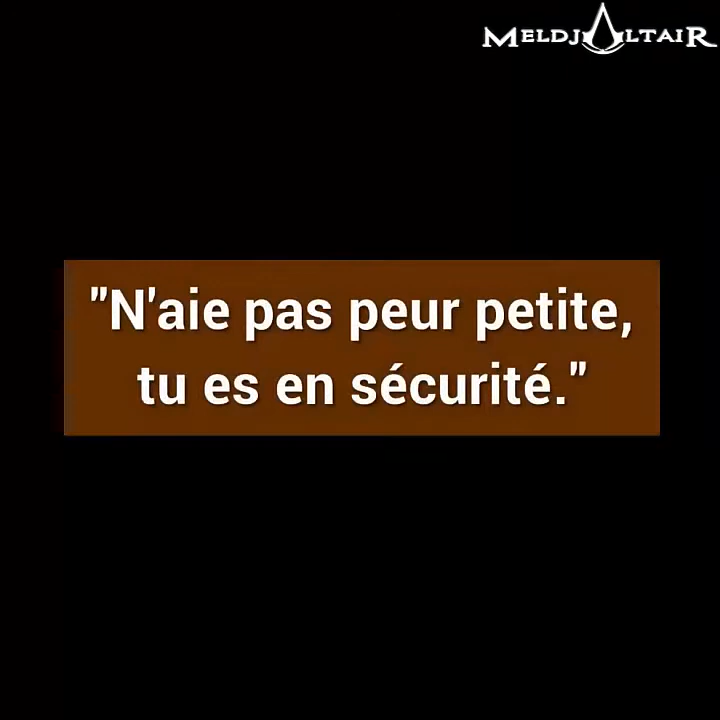 MELDJ ALTAIR
"N'aie pas peur petite,
tu es en sécurité."